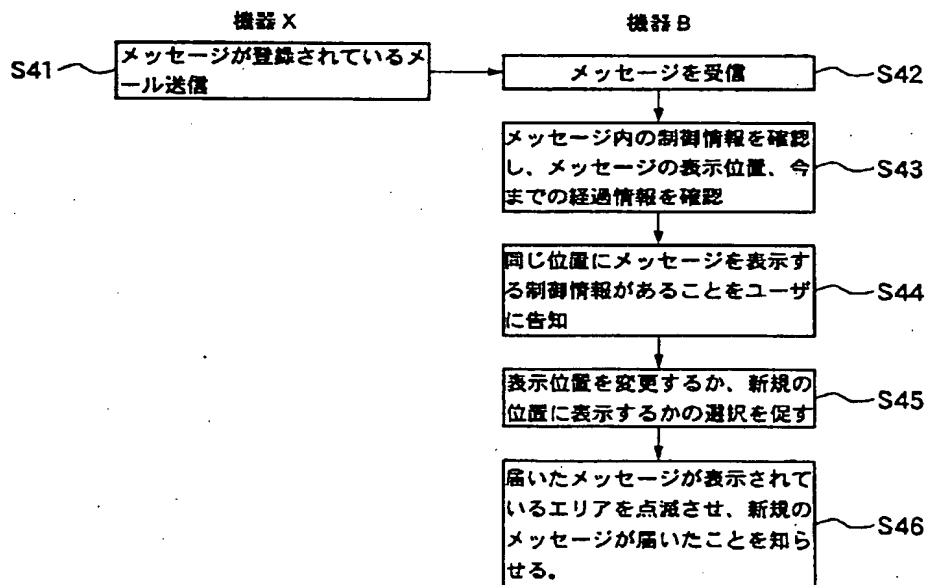 機器 X
機器 B
S41
メッセージが登録されているメ
ール送信
メッセージを受信
S42
メッセージ内の制御情報を確認
し、メッセージの表示位置、今
までの経過情報を確認
S43
同じ位置にメッセージを表示す
る制御情報があることをユーザ
に告知
S44
表示位置を変更するか、新規の
位置に表示するかの選択を促す
S45
届いたメッセージが表示されて
いるエリアを点滅させ、新規の
メッセージが届いたことを知ら
せる。
S46